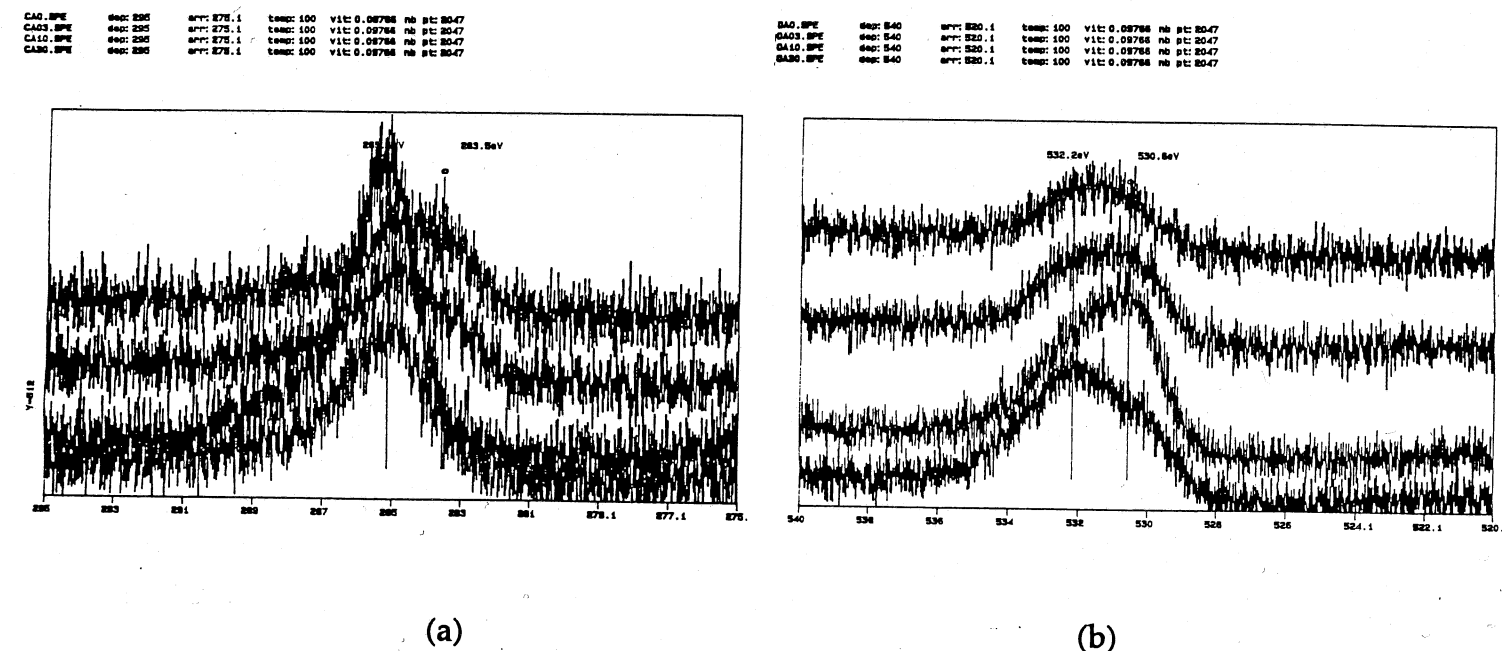 CA0.SPE dep: 295 arr: 275.1 temp: 100 vit: 0.09766 nb pt: 2047
CA03.SPE dep: 295 arr: 275.1 temp: 100 vit: 0.09766 nb pt: 2047
CA10.SPE dep: 295 arr: 275.1 temp: 100 vit: 0.09766 nb pt: 2047
CA30.SPE dep: 295 arr: 275.1 temp: 100 vit: 0.09766 nb pt: 2047
283.5eV
Y=512
295 293 291 289 287 285 283 281 279.1 277.1 275.
(a)
OA0.SPE dep: 540 arr: 520.1 temp: 100 vit: 0.09766 nb pt: 2047
OA03.SPE dep: 540 arr: 520.1 temp: 100 vit: 0.09766 nb pt: 2047
OA10.SPE dep: 540 arr: 520.1 temp: 100 vit: 0.09766 nb pt: 2047
OA30.SPE dep: 540 arr: 520.1 temp: 100 vit: 0.09766 nb pt: 2047
532.2eV 530.6eV
540 538 536 534 532 530 528 526 524.1 522.1 520.
(b)